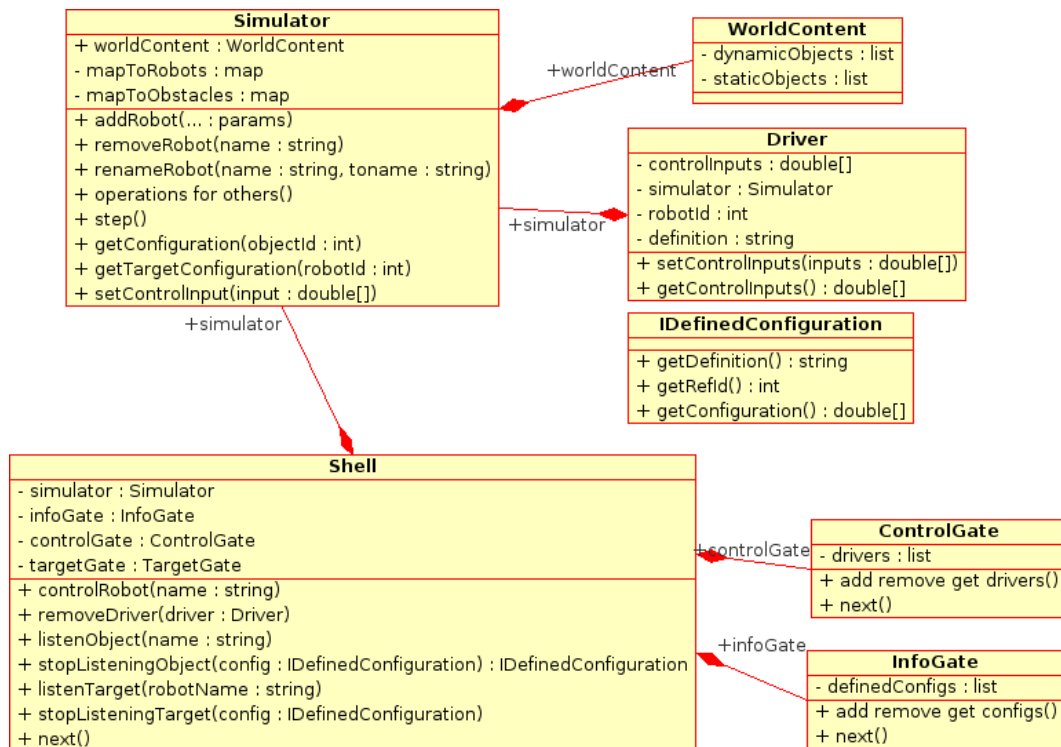 Simulator
+ worldContent : WorldContent
- mapToRobots : map
- mapToObstacles : map
+ addRobot(... : params)
+ removeRobot(name : string)
+ renameRobot(name : string, toname : string)
+ operations for others()
+ step()
+ getConfiguration(objectId : int)
+ getTargetConfiguration(robotId : int)
+ setControlInput(input : double[])
+worldContent
WorldContent
- dynamicObjects : list
- staticObjects : list
+simulator
Driver
- controlInputs : double[]
- simulator : Simulator
- robotId : int
- definition : string
+ setControlInputs(inputs : double[])
+ getControlInputs() : double[]
IDefinedConfiguration
+ getDefinition() : string
+ getRefId() : int
+ getConfiguration() : double[]
+simulator
Shell
- simulator : Simulator
- infoGate : InfoGate
- controlGate : ControlGate
- targetGate : TargetGate
+ controlRobot(name : string)
+ removeDriver(driver : Driver)
+ listenObject(name : string)
+ stopListeningObject(config : IDefinedConfiguration) : IDefinedConfiguration
+ listenTarget(robotName : string)
+ stopListeningTarget(config : IDefinedConfiguration)
+ next()
+controlGate
ControlGate
- drivers : list
+ add remove get drivers()
+ next()
+infoGate
InfoGate
- definedConfigs : list
+ add remove get configs()
+ next()